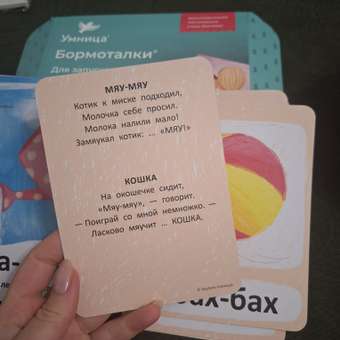 Умница®
Бормоталки®
МЯУ-МЯУ
Котик к миске подходил,
Молочка себе просил.
Молока налили мало!
Замяукал котик: ... «МЯУ!»
КОШКА
На окошечке сидит,
«Мяу-мяу», — говорит.
— Поиграй со мной немножко. —
Ласково мяучит ... КОШКА.
бах-бах